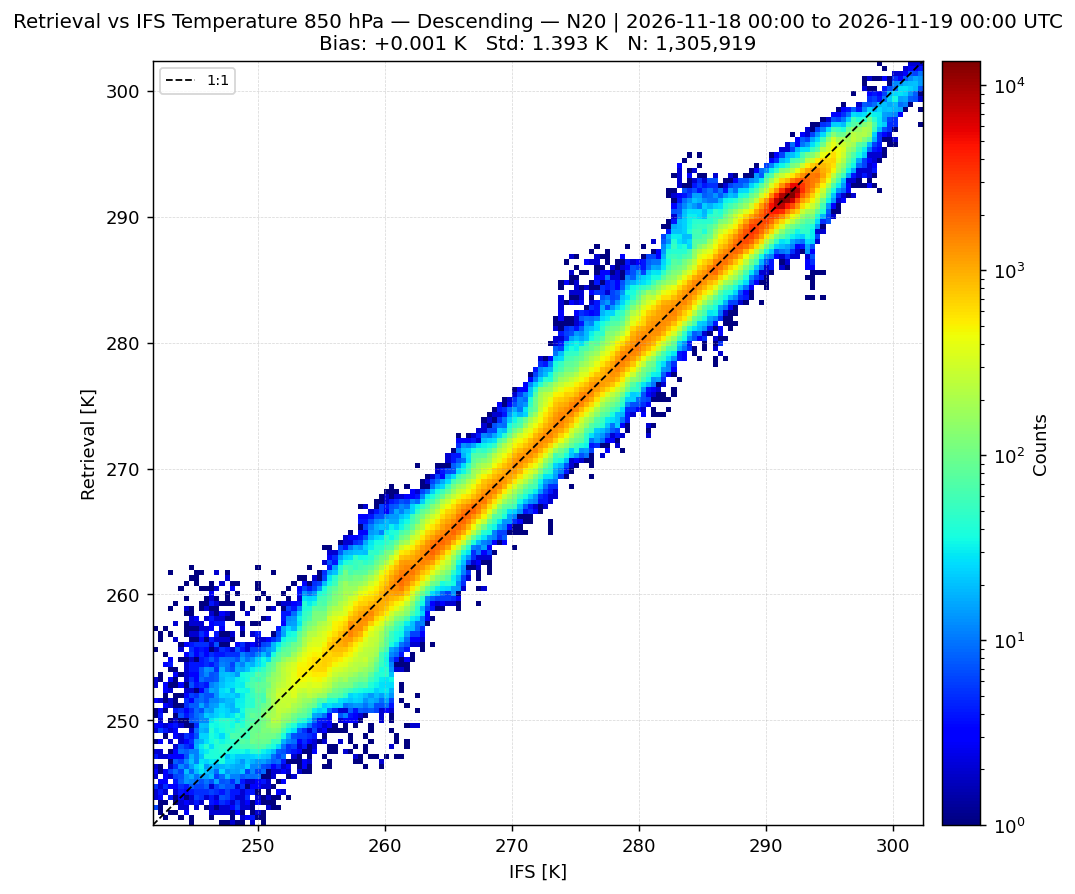 Retrieval vs IFS Temperature 850 hPa — Descending — N20 | 2026-11-18 00:00 to 2026-11-19 00:00 UTC
Bias: +0.001 K   Std: 1.393 K   N: 1,305,919
1:1
300
290
280
270
260
250
Retrieval [K]
250 260 270 280 290 300
IFS [K]
10⁴
10³
10²
10¹
10⁰
Counts